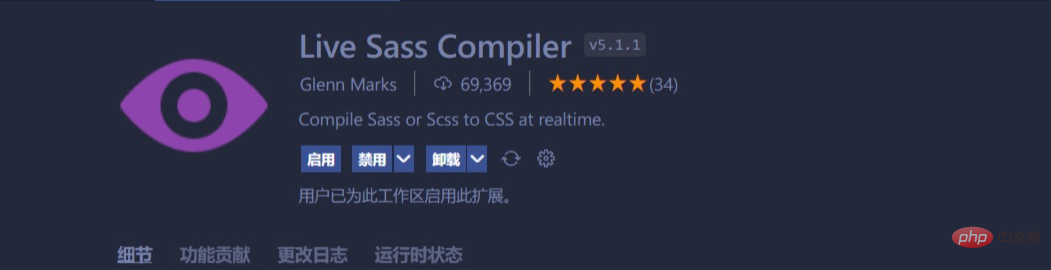 Live Sass Compiler v5.1.1
Glenn Marks 69,369 (34)
Compile Sass or Scss to CSS at realtime.
启用 禁用 卸载
用户已为此工作区启用此扩展。
细节 功能贡献 更改日志 运行时状态
php 中文网